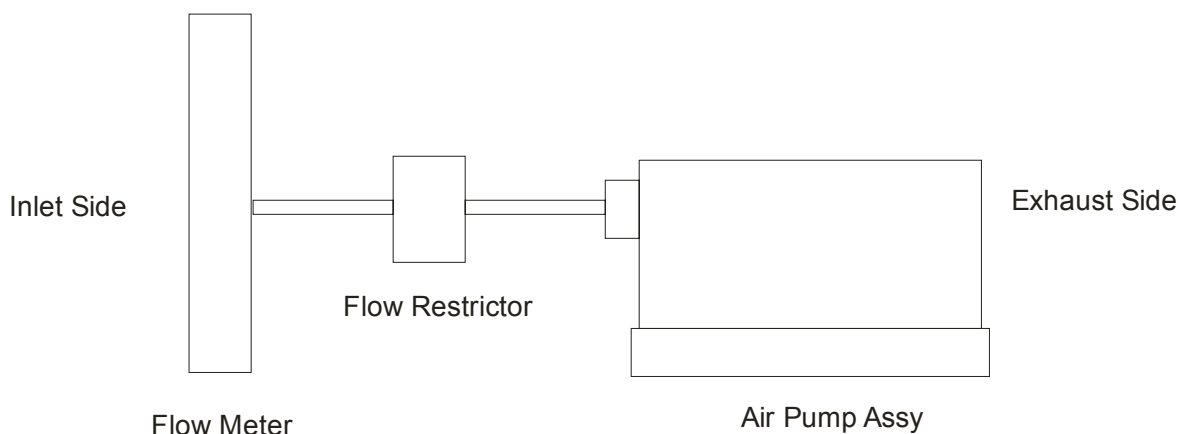 Inlet Side
Exhaust Side
Flow Restrictor
Flow Meter
Air Pump Assy